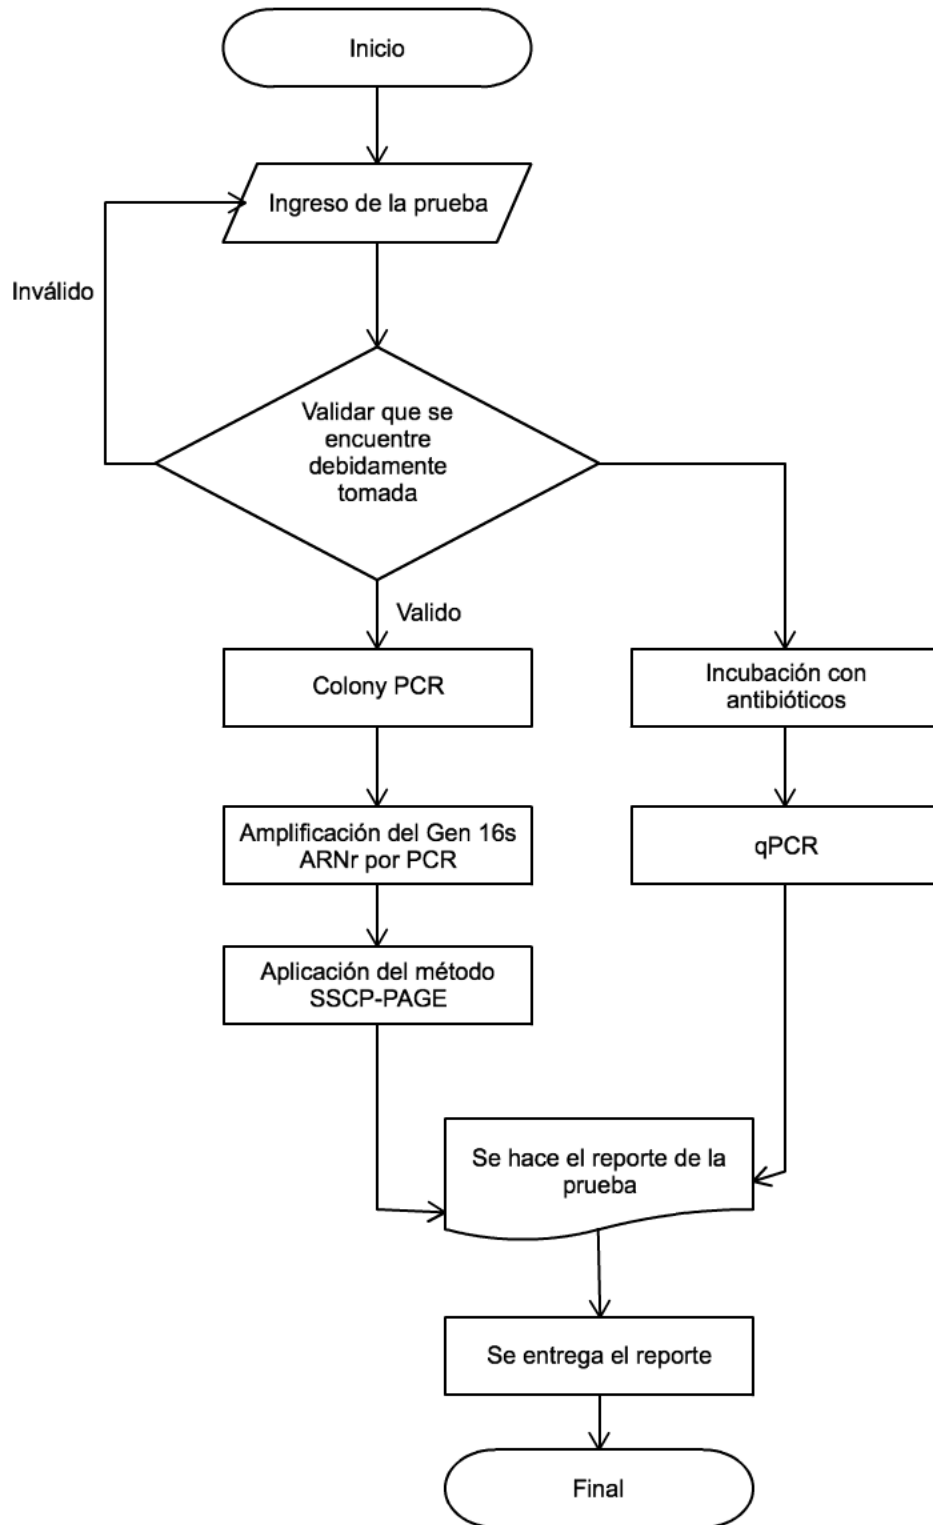 Inicio
Ingreso de la prueba
Inválido
Validar que se
encuentre
debidamente
tomada
Valido
Colony PCR
Incubación con
antibióticos
Amplificación del Gen 16s
ARNr por PCR
qPCR
Aplicación del método
SSCP-PAGE
Se hace el reporte de la
prueba
Se entrega el reporte
Final